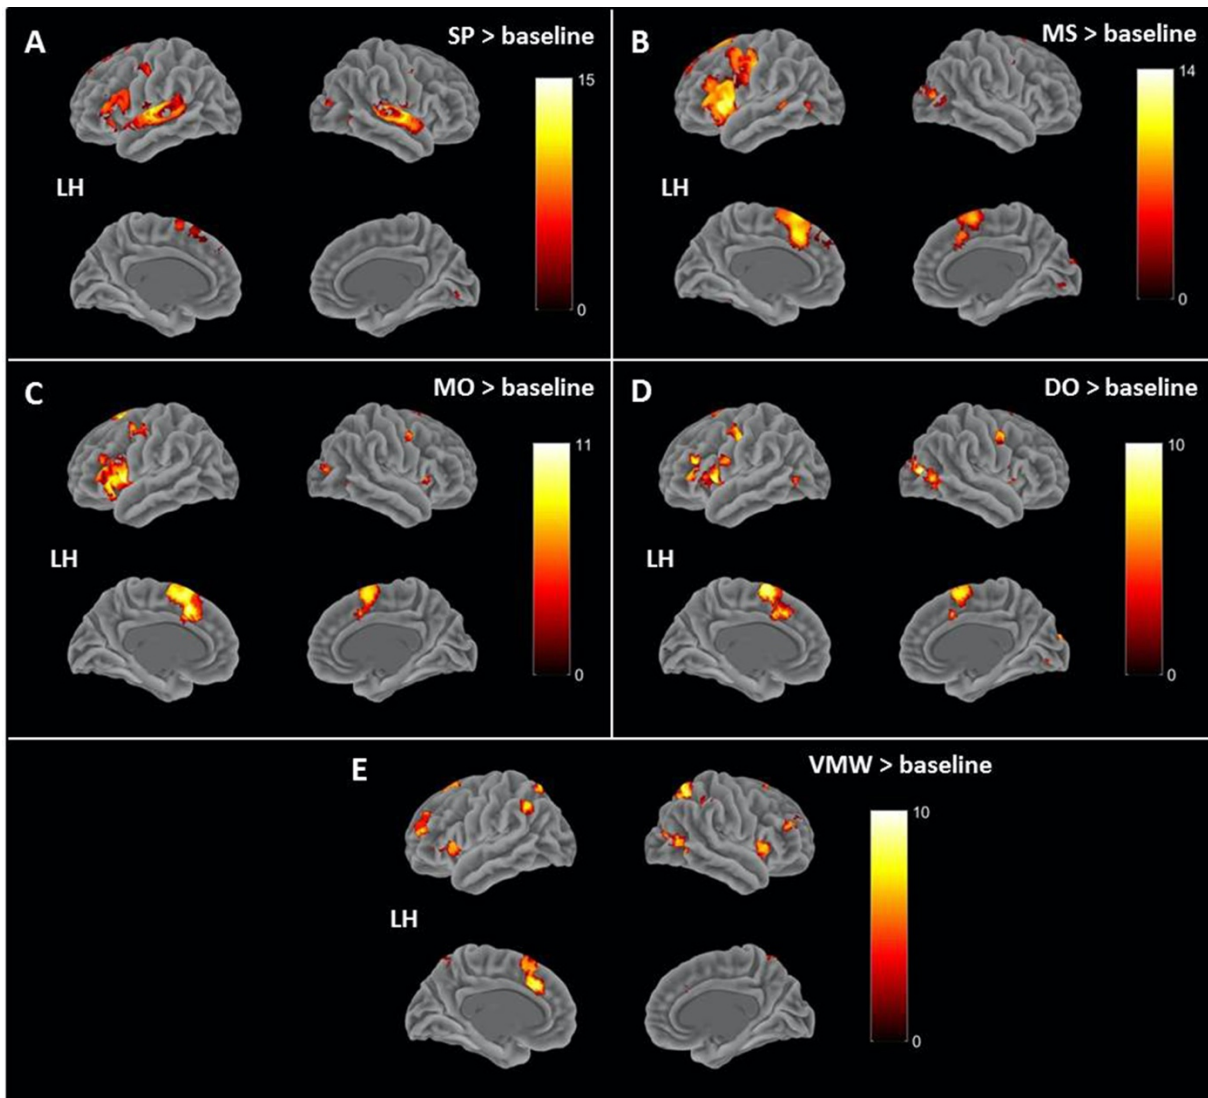 A
SP > baseline
15
LH
0
B
MS > baseline
14
LH
0
C
MO > baseline
11
LH
0
D
DO > baseline
10
LH
0
E
VMW > baseline
10
LH
0